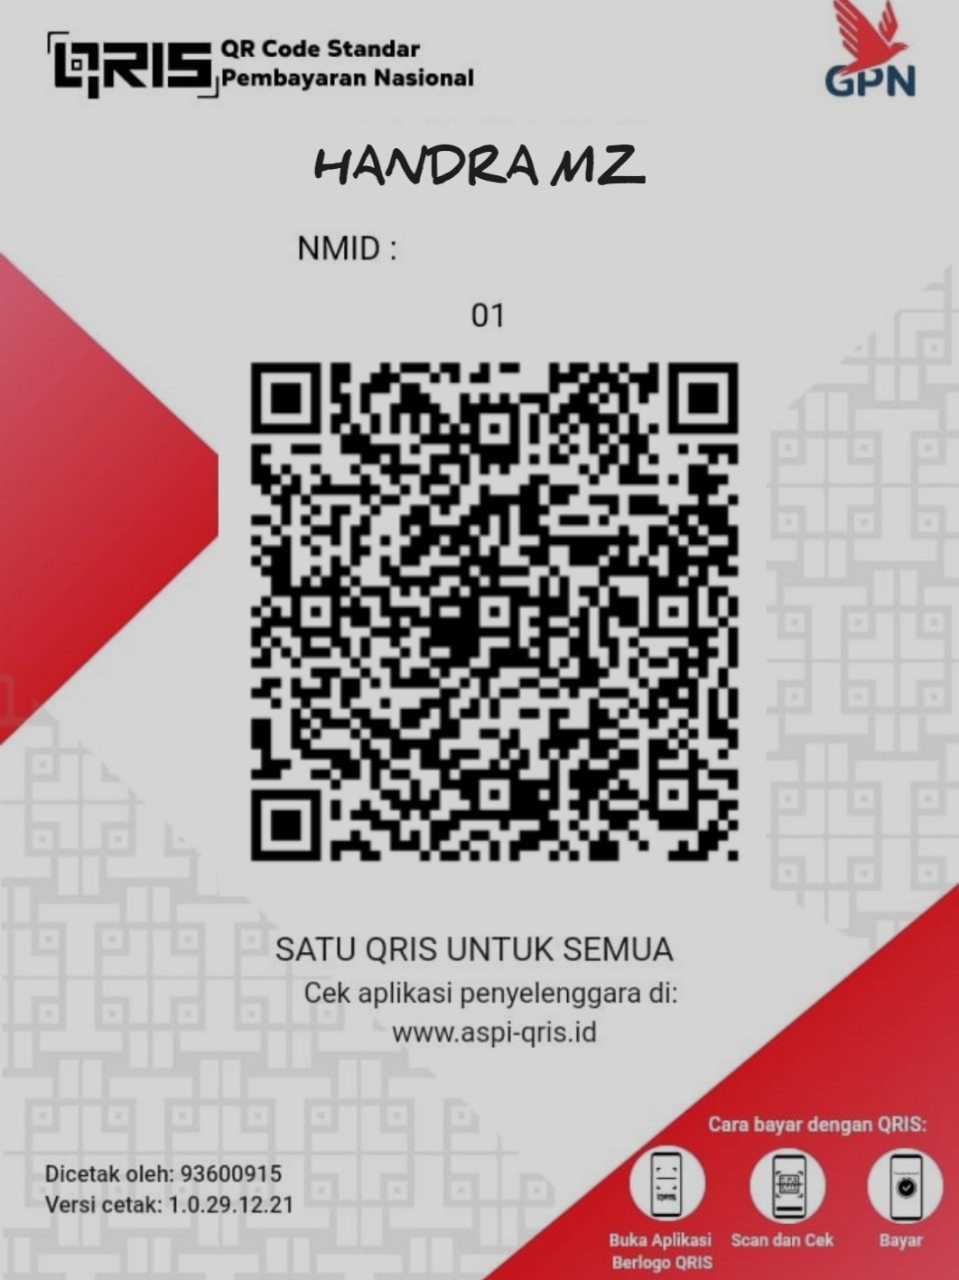 QRIS
QR Code Standar
Pembayaran Nasional
GPN
HANDRA MZ
NMID :
01
SATU QRIS UNTUK SEMUA
Cek aplikasi penyelenggara di:
www.aspi-qris.id
Cara bayar dengan QRIS:
Buka Aplikasi
Berlogo QRIS
Scan dan Cek
Bayar
Dicetak oleh: 93600915
Versi cetak: 1.0.29.12.21